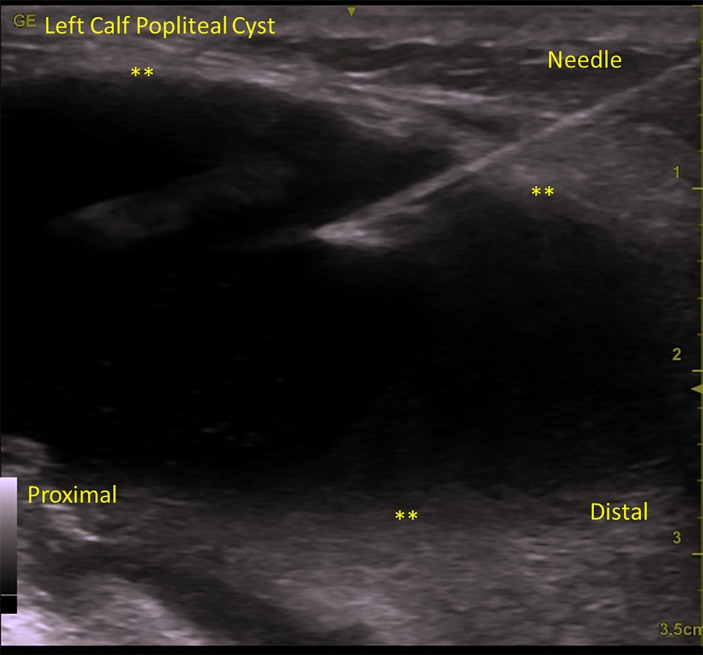 GE Left Calf Popliteal Cyst
Needle
**
1
**
2
Proximal
**
Distal
3
3.5cm